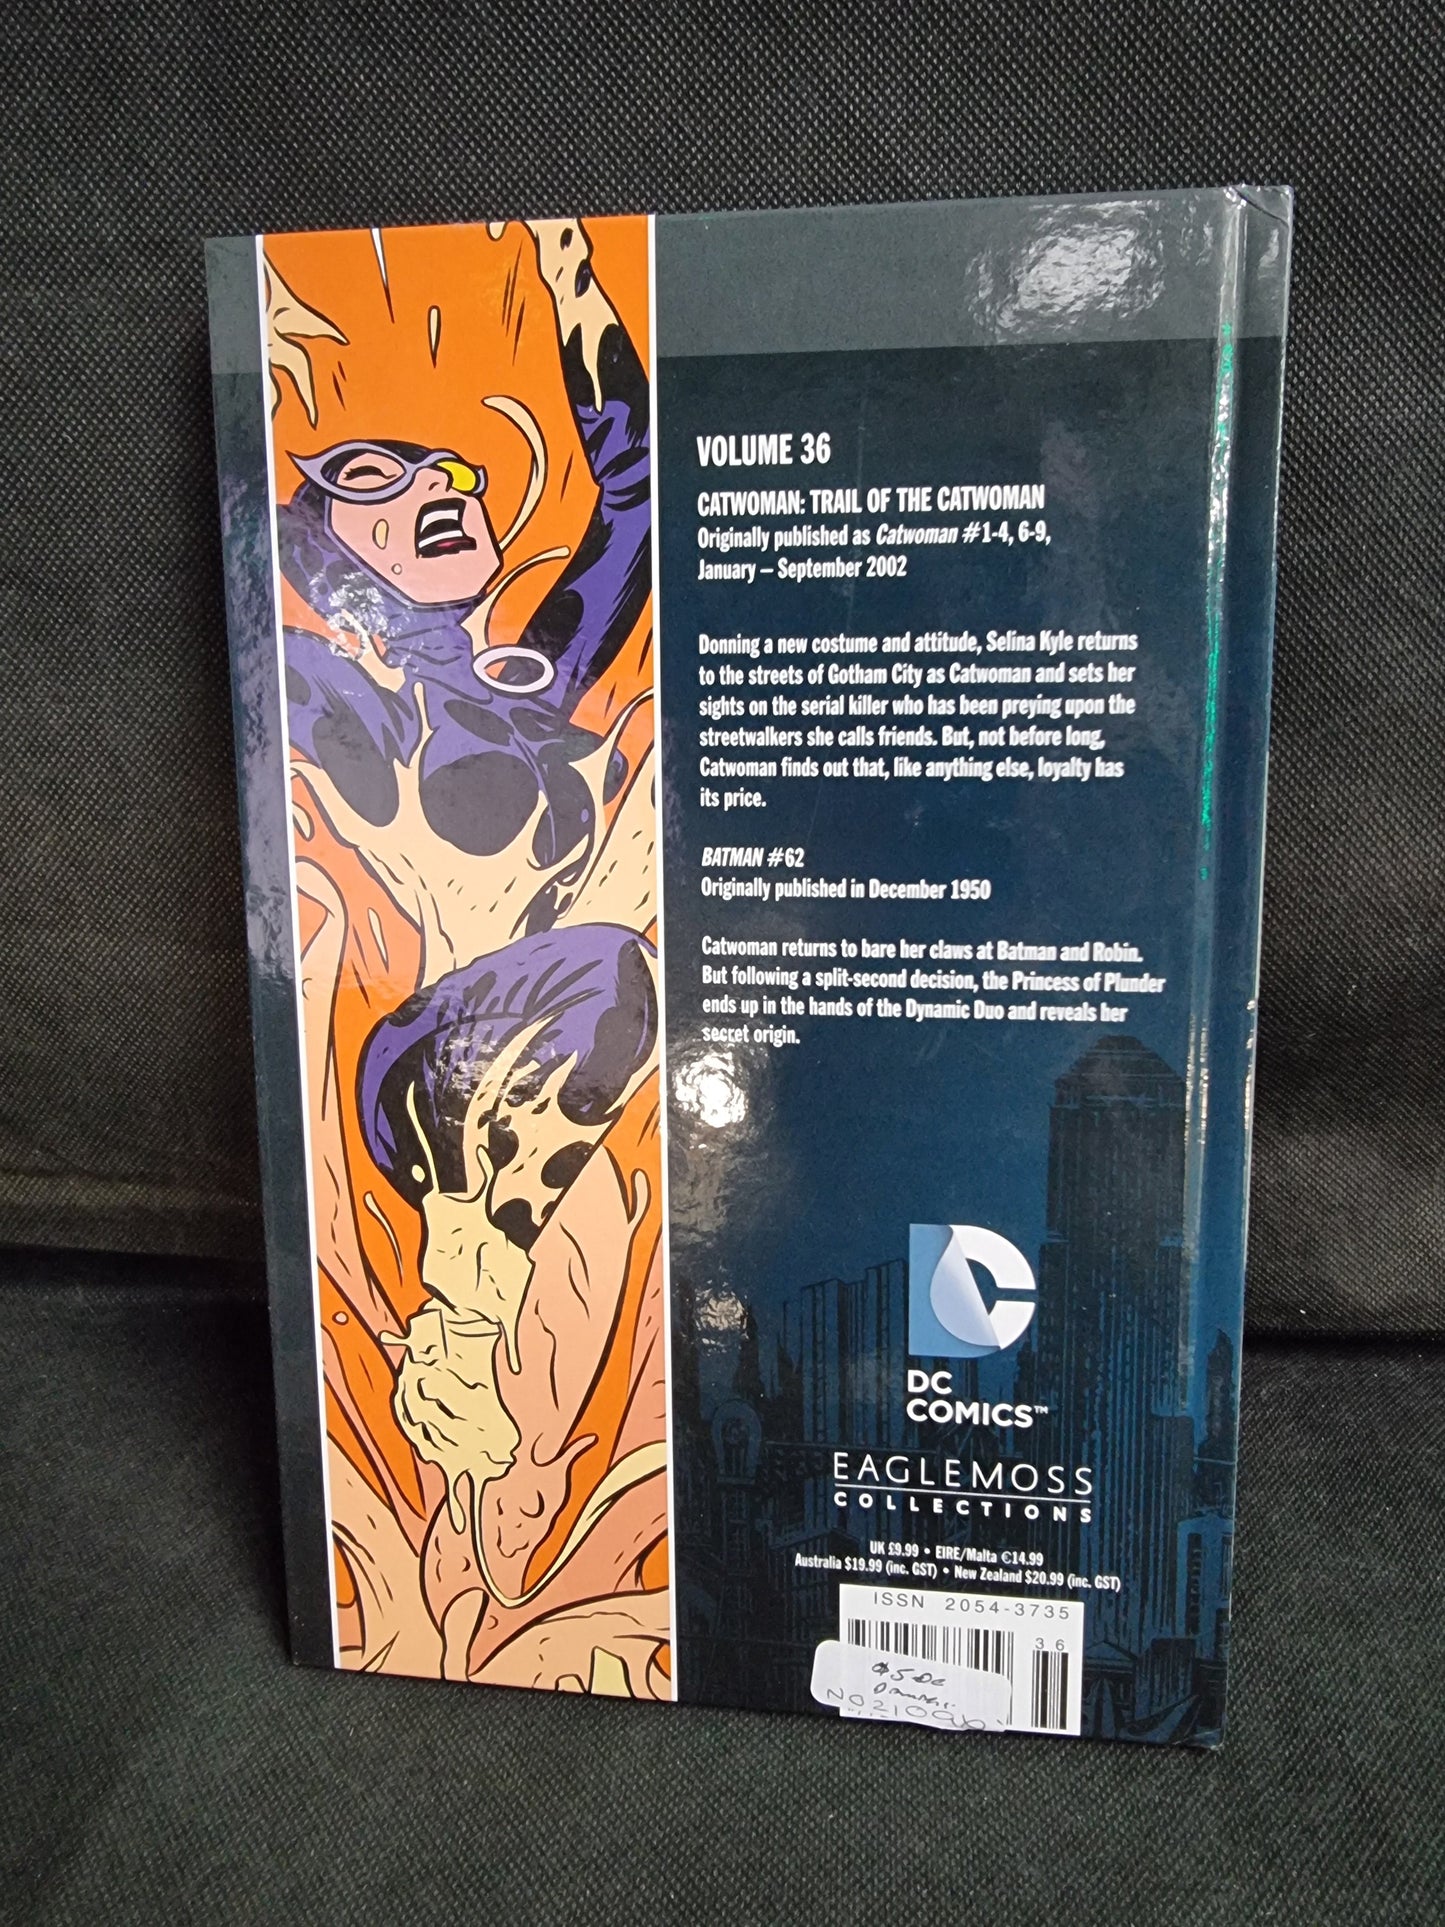 VOLUME 36
CATWOMAN: TRAIL OF THE CATWOMAN
Originally published as Catwoman #1-4, 6-9,
January – September 2002
Donning a new costume and attitude, Selina Kyle returns
to the streets of Gotham City as Catwoman and sets her
sights on the serial killer who has been preying upon the
streetwalkers she calls friends. But, not before long,
Catwoman finds out that, like anything else, loyalty has
its price.
BATMAN #62
Originally published in December 1950
Catwoman returns to bare her claws at Batman and Robin.
But following a split-second decision, the Princess of Plunder
ends up in the hands of the Dynamic Duo and reveals her
secret origin.
DC
COMICS™
EAGLEMOSS
COLLECTIONS
UK £9.99 • EIRE/Malta €14.99
Australia $19.99 (inc. GST) • New Zealand $20.99 (inc. GST)
ISSN 2054-3735
36